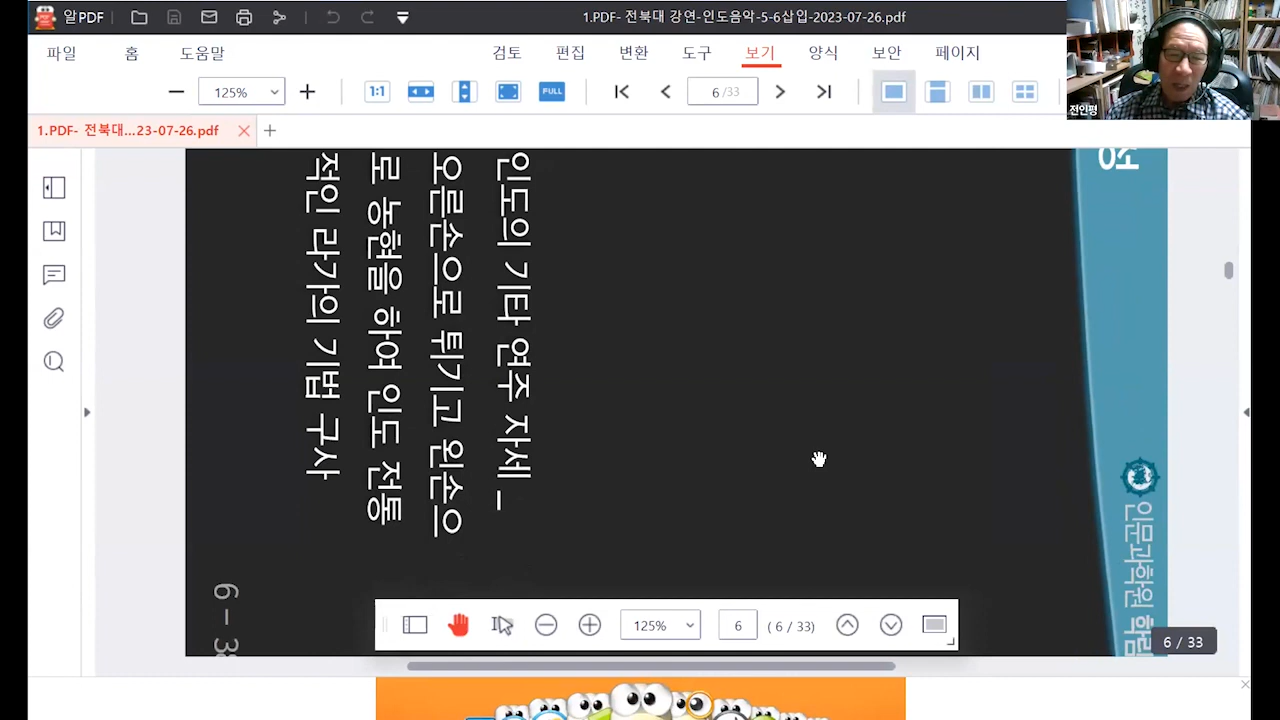 알PDF
1.PDF- 전북대 강연-인도음악-5-6삽입-2023-07-26.pdf
파일 홈 도움말 검토 편집 변환 도구 보기 양식 보안 페이지
125% 1:1 FULL 6 /33
전인평
1.PDF- 전북대...23-07-26.pdf
인도의 기타 연주 자세 –
오른손으로 튀기고 왼손으
로 농현을 하여 인도 전통
적인 라가의 기법 구사
인문과학원 학림
125% 6 ( 6 / 33)
6 / 33